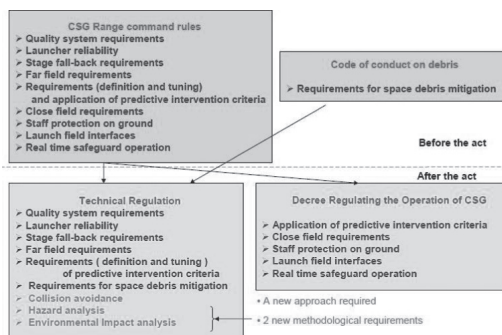 CSG Range command rules
➢ Quality system requirements
➢ Launcher reliability
➢ Stage fall-back requirements
➢ Far field requirements
➢ Requirements (definition and tuning)
and application of predictive intervention criteria
➢ Close field requirements
➢ Staff protection on ground
➢ Launch field interfaces
➢ Real time safeguard operation
Code of conduct on debris
➢ Requirements for space debris mitigation
Before the act
After the act
Technical Regulation
➢ Quality system requirements
➢ Launcher reliability
➢ Stage fall-back requirements
➢ Far field requirements
➢ Requirements ( definition and tuning )
of predictive intervention criteria
➢ Requirements for space debris mitigation
➢ Collision avoidance
➢ Hazard analysis
➢ Environmental Impact analysis
Decree Regulating the Operation of CSG
➢ Application of predictive intervention criteria
➢ Close field requirements
➢ Staff protection on ground
➢ Launch field interfaces
➢ Real time safeguard operation
• A new approach required
• 2 new methodological requirements